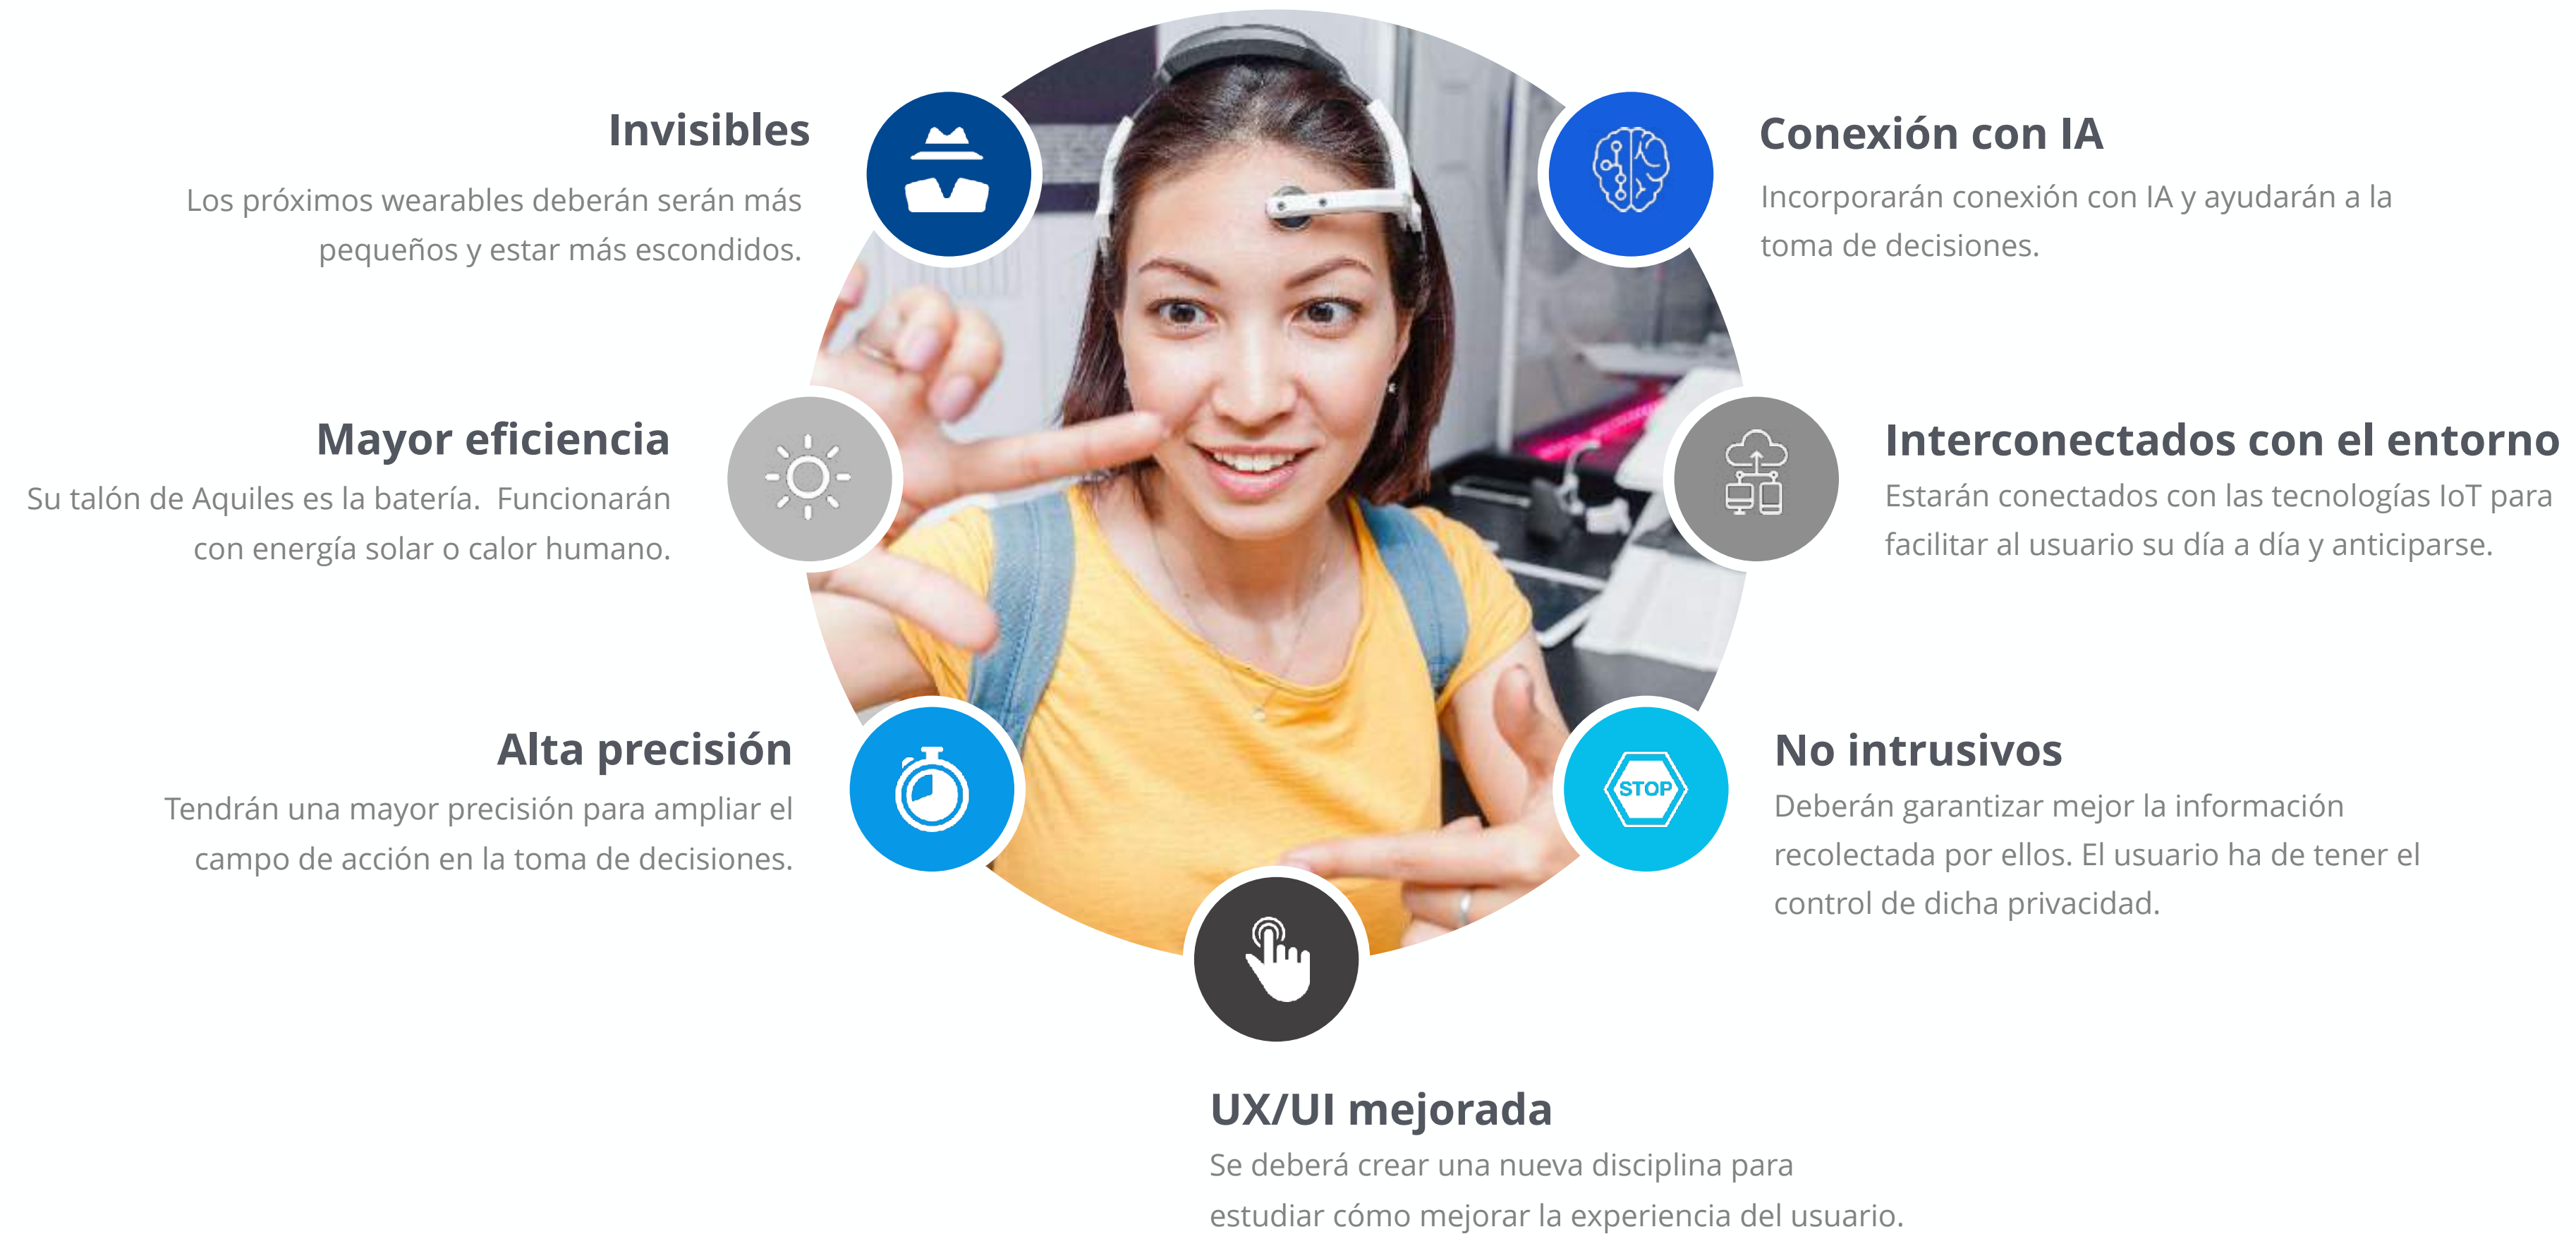 Invisibles
Los próximos wearables deberán serán más
pequeños y estar más escondidos.
Conexión con IA
Incorporarán conexión con IA y ayudarán a la
toma de decisiones.
Mayor eficiencia
Su talón de Aquiles es la batería.  Funcionarán
con energía solar o calor humano.
Interconectados con el entorno
Estarán conectados con las tecnologías IoT para
facilitar al usuario su día a día y anticiparse.
Alta precisión
Tendrán una mayor precisión para ampliar el
campo de acción en la toma de decisiones.
STOP
No intrusivos
Deberán garantizar mejor la información
recolectada por ellos. El usuario ha de tener el
control de dicha privacidad.
UX/UI mejorada
Se deberá crear una nueva disciplina para
estudiar cómo mejorar la experiencia del usuario.